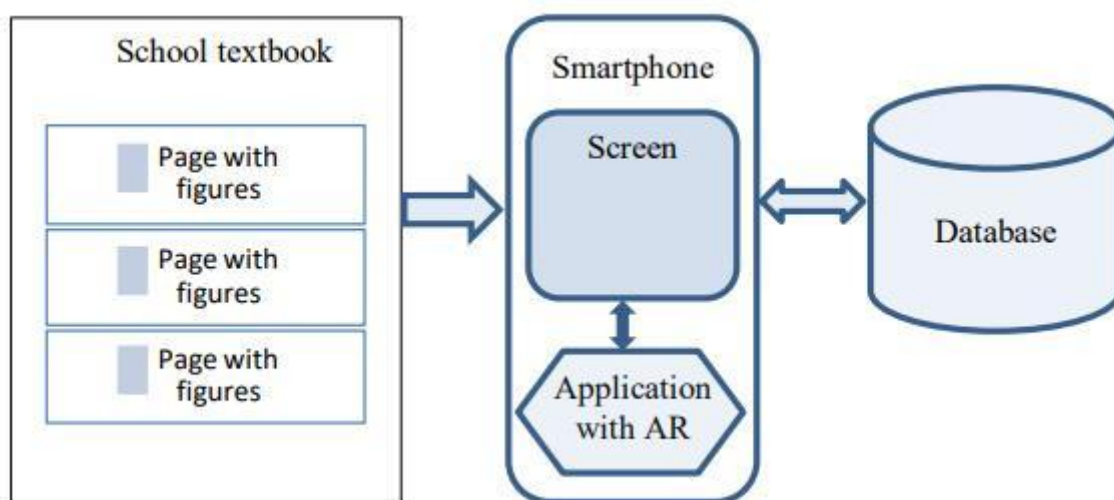 School textbook
Page with
figures
Page with
figures
Page with
figures
Smartphone
Screen
Application
with AR
Database